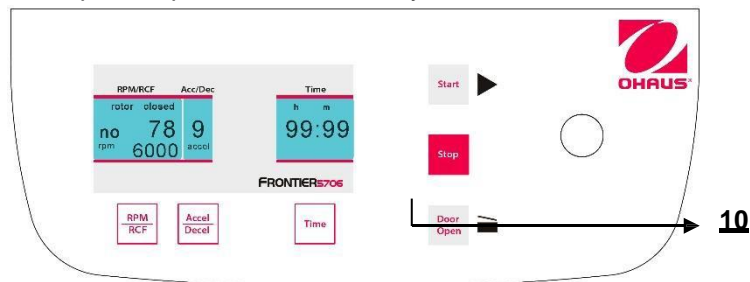 RPM/RCF Acc/Dec Time
rotor closed h m
no 78 9 99:99
rpm 6000 accel
FRONTIER5706
RPM
RCF
Accel
Decel
Time
Start
Stop
Door
Open
OHAUS
10